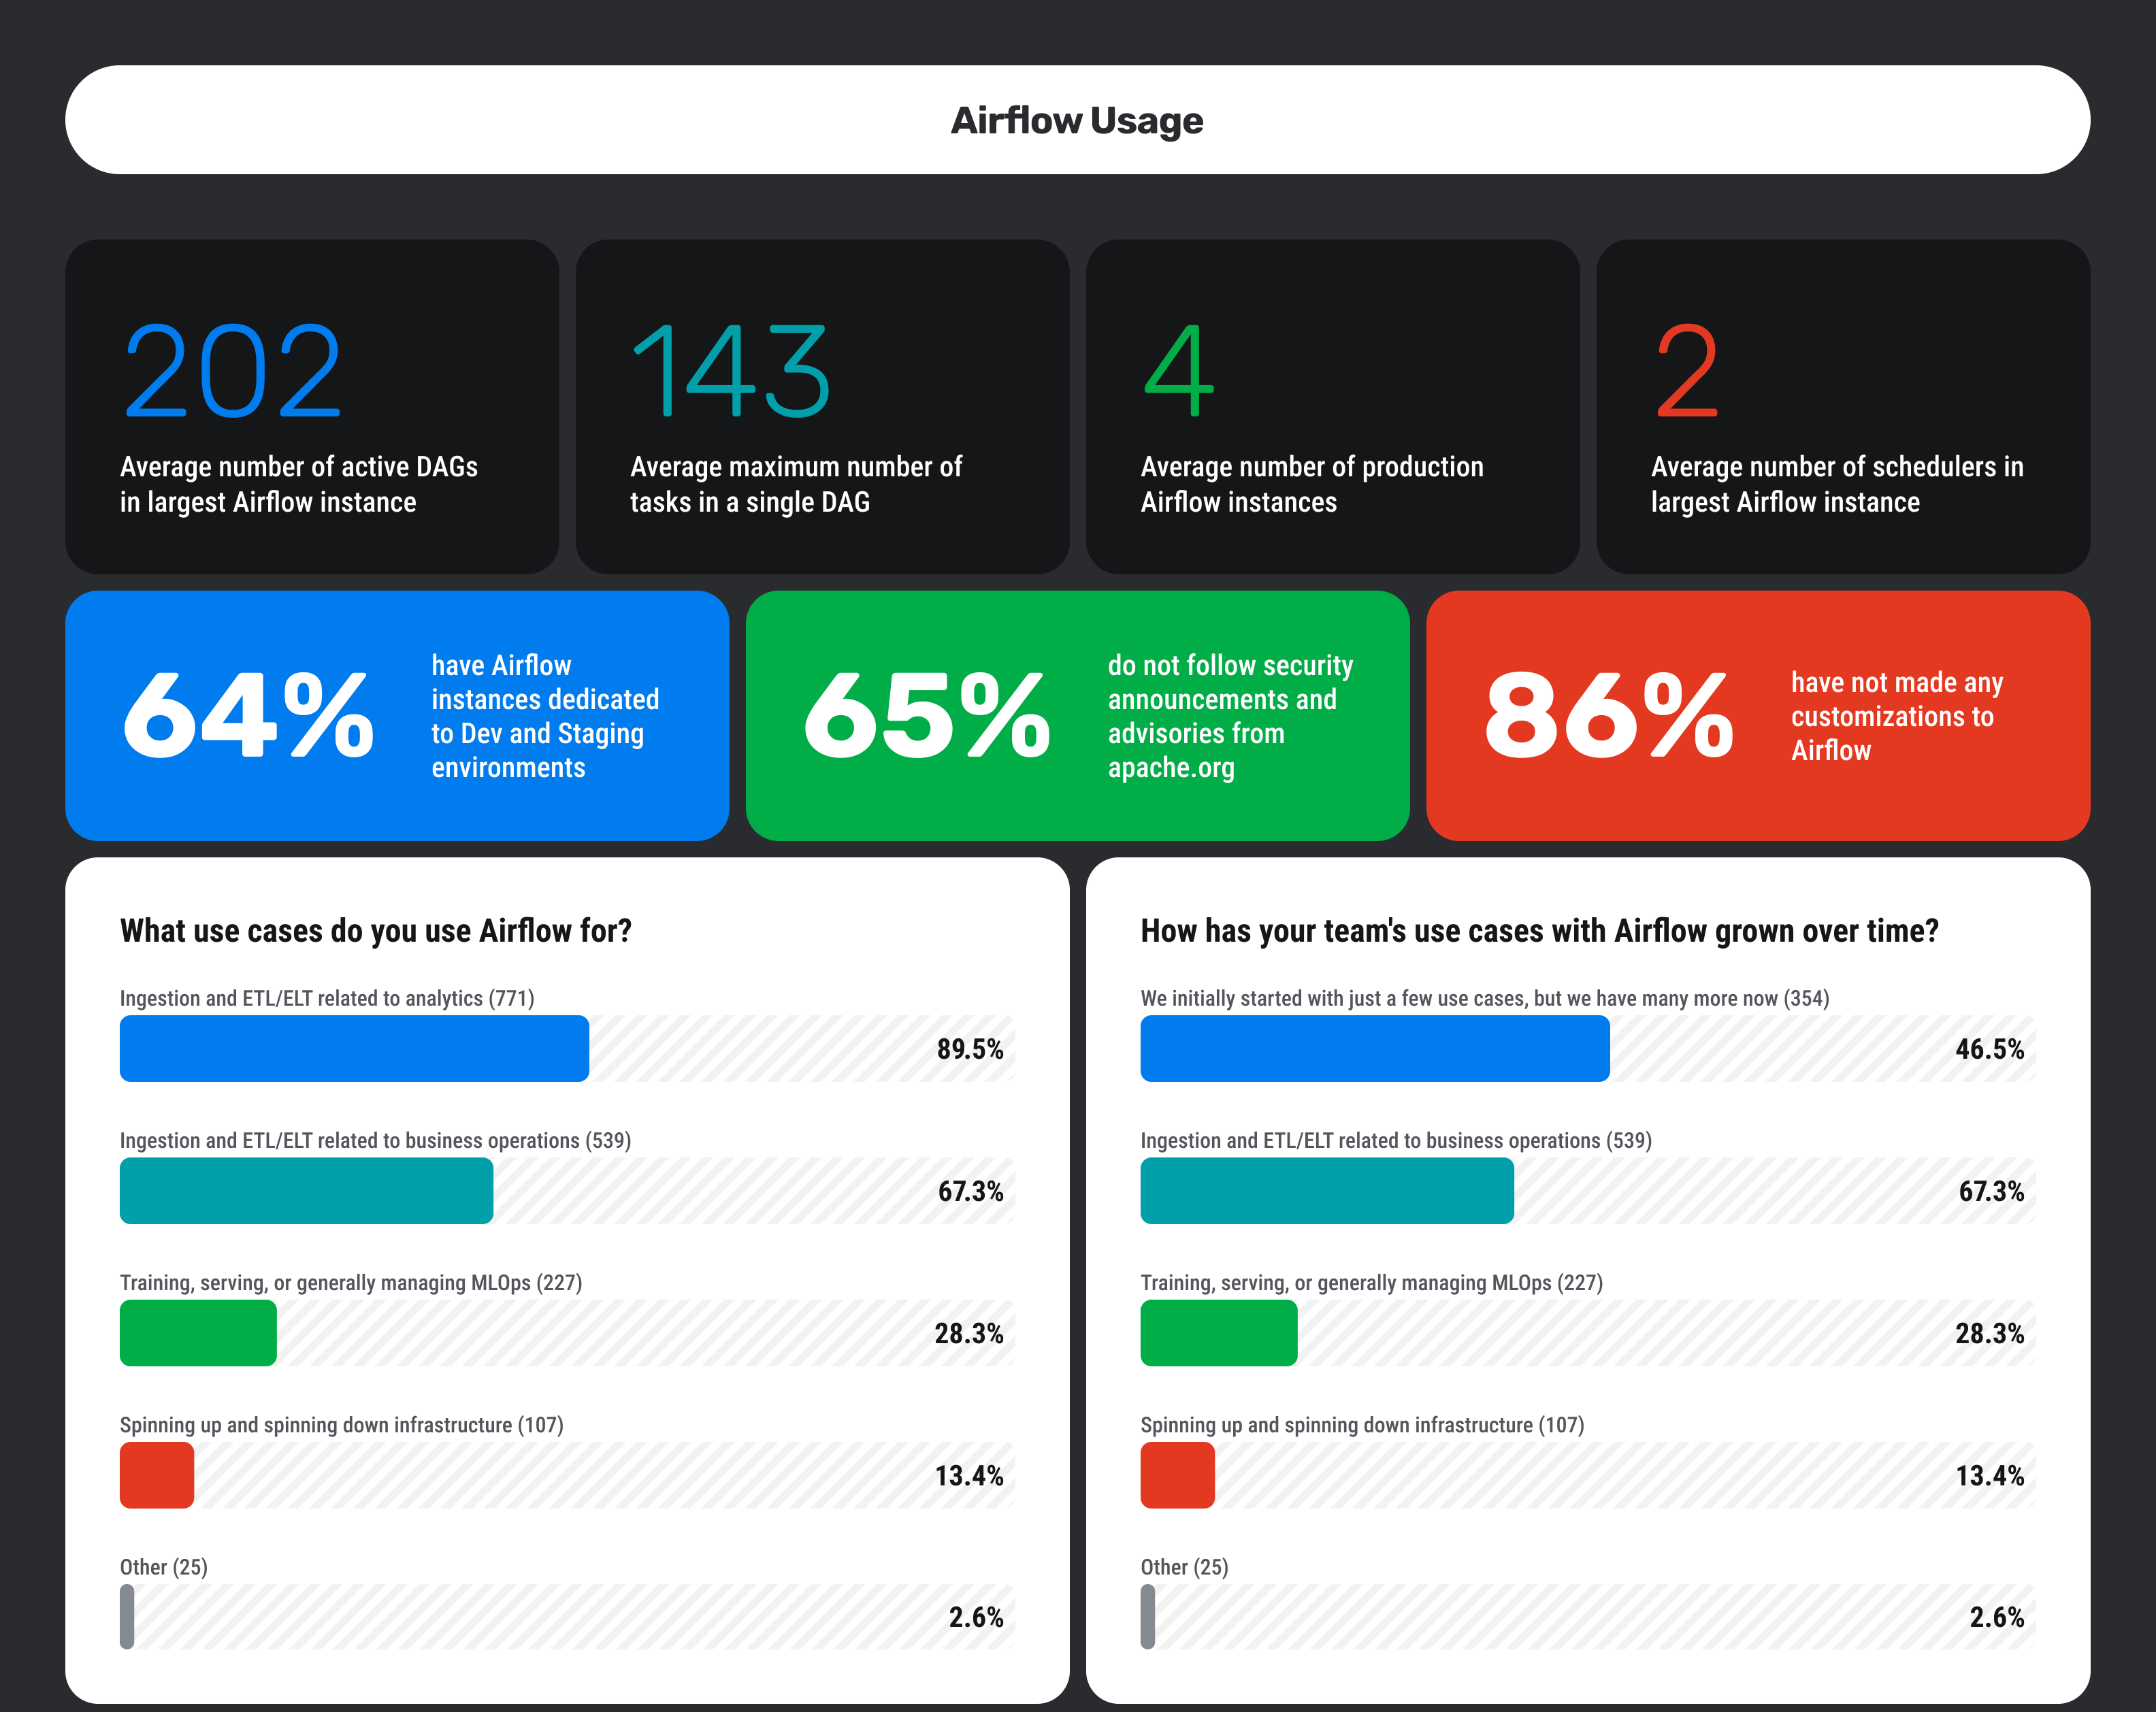 Airflow Usage
202
Average number of active DAGs
in largest Airflow instance
143
Average maximum number of
tasks in a single DAG
4
Average number of production
Airflow instances
2
Average number of schedulers in
largest Airflow instance
64%
have Airflow
instances dedicated
to Dev and Staging
environments
65%
do not follow security
announcements and
advisories from
apache.org
86%
have not made any
customizations to
Airflow
What use cases do you use Airflow for?
Ingestion and ETL/ELT related to analytics (771)
89.5%
Ingestion and ETL/ELT related to business operations (539)
67.3%
Training, serving, or generally managing MLOps (227)
28.3%
Spinning up and spinning down infrastructure (107)
13.4%
Other (25)
2.6%
How has your team's use cases with Airflow grown over time?
We initially started with just a few use cases, but we have many more now (354)
46.5%
Ingestion and ETL/ELT related to business operations (539)
67.3%
Training, serving, or generally managing MLOps (227)
28.3%
Spinning up and spinning down infrastructure (107)
13.4%
Other (25)
2.6%